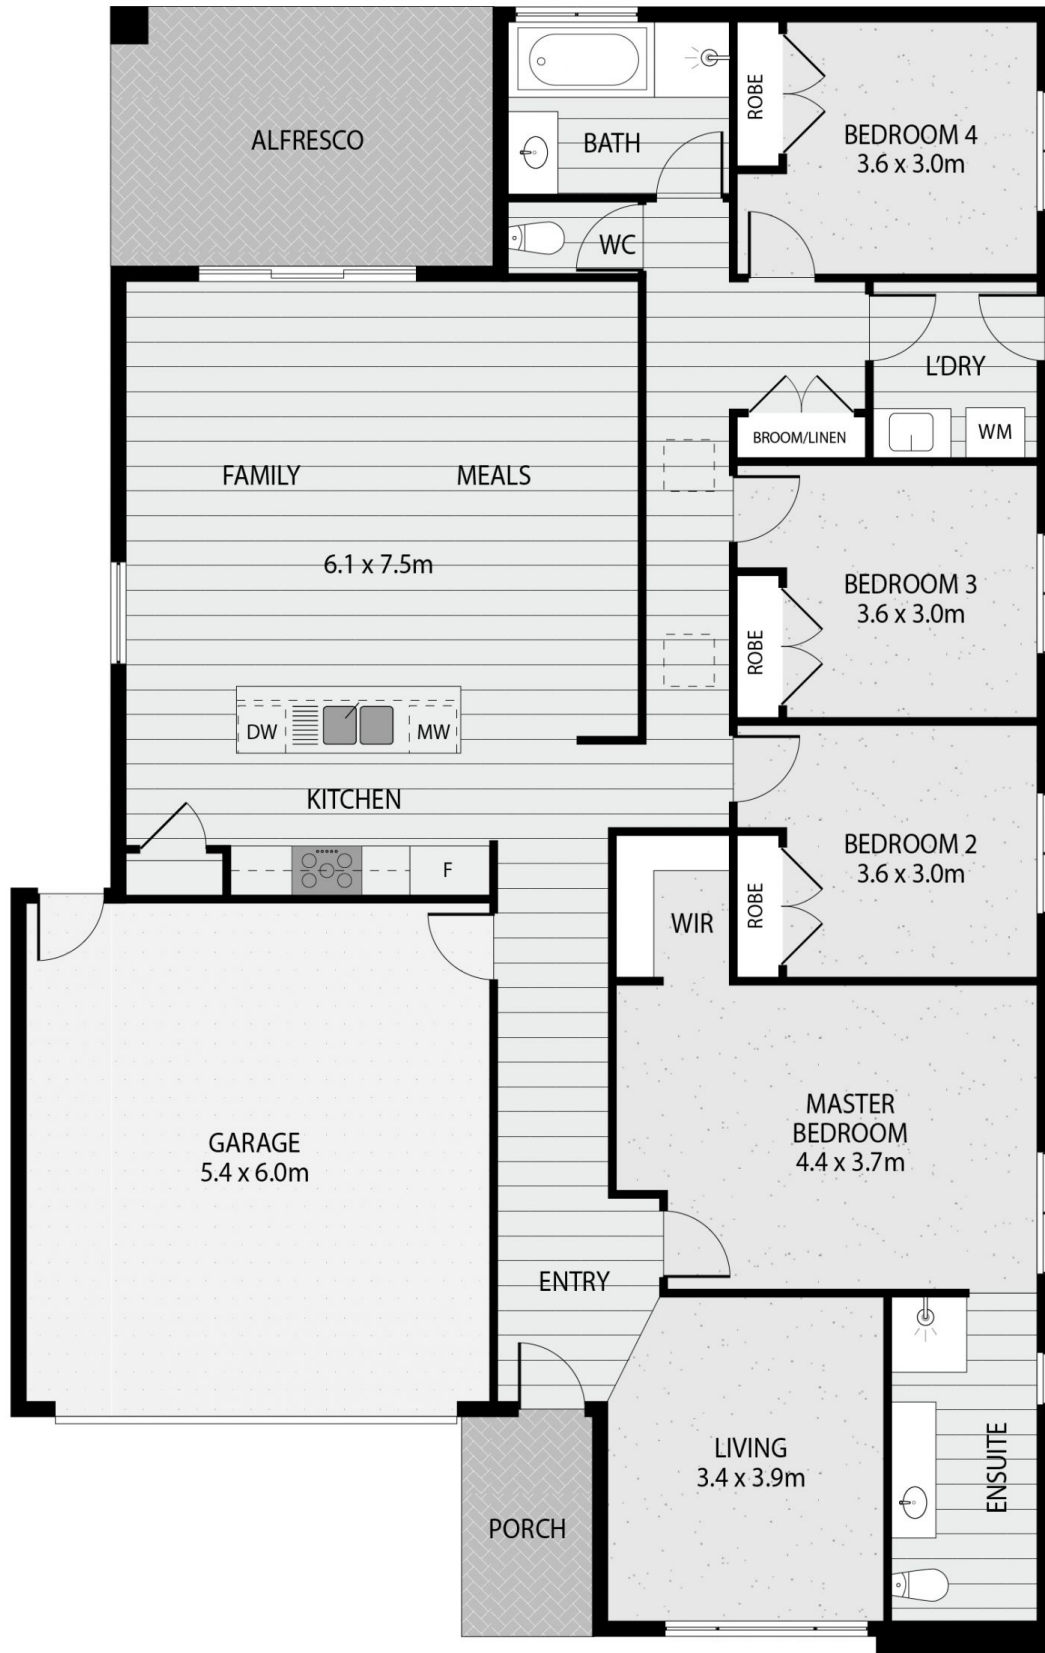 ALFRESCO
BATH
ROBE
BEDROOM 4
3.6 x 3.0m
WC
L'DRY
WM
BROOM/LINEN
FAMILY
MEALS
6.1 x 7.5m
BEDROOM 3
3.6 x 3.0m
ROBE
DW
MW
KITCHEN
F
BEDROOM 2
3.6 x 3.0m
ROBE
WIR
MASTER
BEDROOM
4.4 x 3.7m
GARAGE
5.4 x 6.0m
ENTRY
LIVING
3.4 x 3.9m
ENSUITE
PORCH